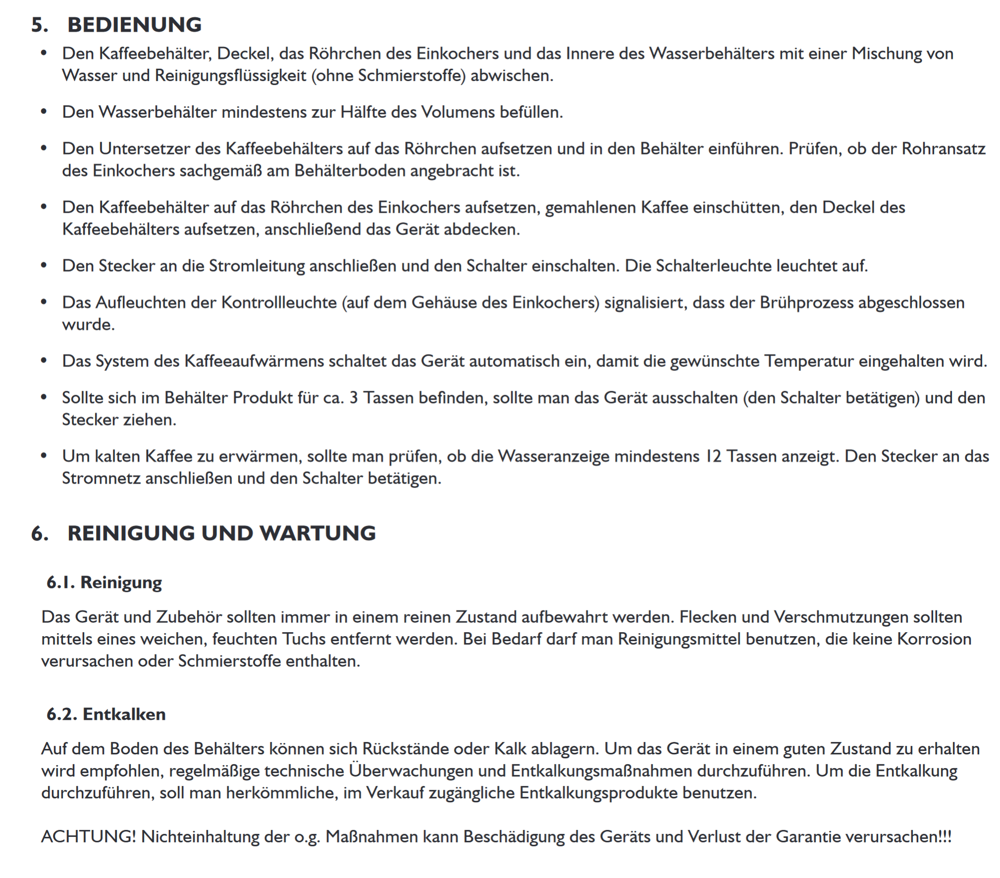 5. BEDIENUNG
• Den Kaffeebehälter, Deckel, das Röhrchen des Einkochers und das Innere des Wasserbehälters mit einer Mischung von
Wasser und Reinigungsflüssigkeit (ohne Schmierstoffe) abwischen.
• Den Wasserbehälter mindestens zur Hälfte des Volumens befüllen.
• Den Untersetzer des Kaffeebehälters auf das Röhrchen aufsetzen und in den Behälter einführen. Prüfen, ob der Rohransatz
des Einkochers sachgemäß am Behälterboden angebracht ist.
• Den Kaffeebehälter auf das Röhrchen des Einkochers aufsetzen, gemahlenen Kaffee einschütten, den Deckel des
Kaffeebehälters aufsetzen, anschließend das Gerät abdecken.
• Den Stecker an die Stromleitung anschließen und den Schalter einschalten. Die Schalterleuchte leuchtet auf.
• Das Aufleuchten der Kontrollleuchte (auf dem Gehäuse des Einkochers) signalisiert, dass der Brühprozess abgeschlossen
wurde.
• Das System des Kaffeeaufwärmens schaltet das Gerät automatisch ein, damit die gewünschte Temperatur eingehalten wird.
• Sollte sich im Behälter Produkt für ca. 3 Tassen befinden, sollte man das Gerät ausschalten (den Schalter betätigen) und den
Stecker ziehen.
• Um kalten Kaffee zu erwärmen, sollte man prüfen, ob die Wasseranzeige mindestens 12 Tassen anzeigt. Den Stecker an das
Stromnetz anschließen und den Schalter betätigen.
6. REINIGUNG UND WARTUNG
6.1. Reinigung
Das Gerät und Zubehör sollten immer in einem reinen Zustand aufbewahrt werden. Flecken und Verschmutzungen sollten
mittels eines weichen, feuchten Tuchs entfernt werden. Bei Bedarf darf man Reinigungsmittel benutzen, die keine Korrosion
verursachen oder Schmierstoffe enthalten.
6.2. Entkalken
Auf dem Boden des Behälters können sich Rückstände oder Kalk ablagern. Um das Gerät in einem guten Zustand zu erhalten
wird empfohlen, regelmäßige technische Überwachungen und Entkalkungsmaßnahmen durchzuführen. Um die Entkalkung
durchzuführen, soll man herkömmliche, im Verkauf zugängliche Entkalkungsprodukte benutzen.
ACHTUNG! Nichteinhaltung der o.g. Maßnahmen kann Beschädigung des Geräts und Verlust der Garantie verursachen!!!